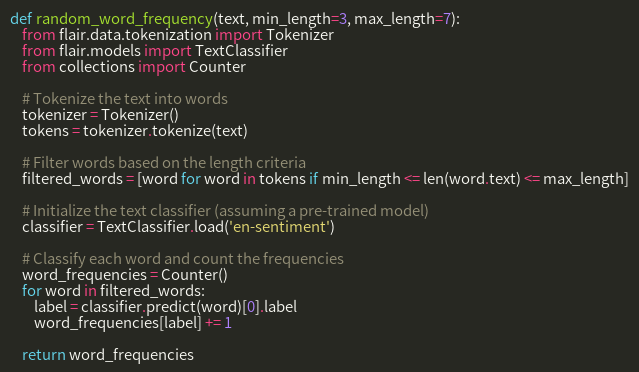 def random_word_frequency(text, min_length=3, max_length=7):
    from flair.data.tokenization import Tokenizer
    from flair.models import TextClassifier
    from collections import Counter

    # Tokenize the text into words
    tokenizer = Tokenizer()
    tokens = tokenizer.tokenize(text)

    # Filter words based on the length criteria
    filtered_words = [word for word in tokens if min_length <= len(word.text) <= max_length]

    # Initialize the text classifier (assuming a pre-trained model)
    classifier = TextClassifier.load('en-sentiment')

    # Classify each word and count the frequencies
    word_frequencies = Counter()
    for word in filtered_words:
        label = classifier.predict(word)[0].label
        word_frequencies[label] += 1

    return word_frequencies